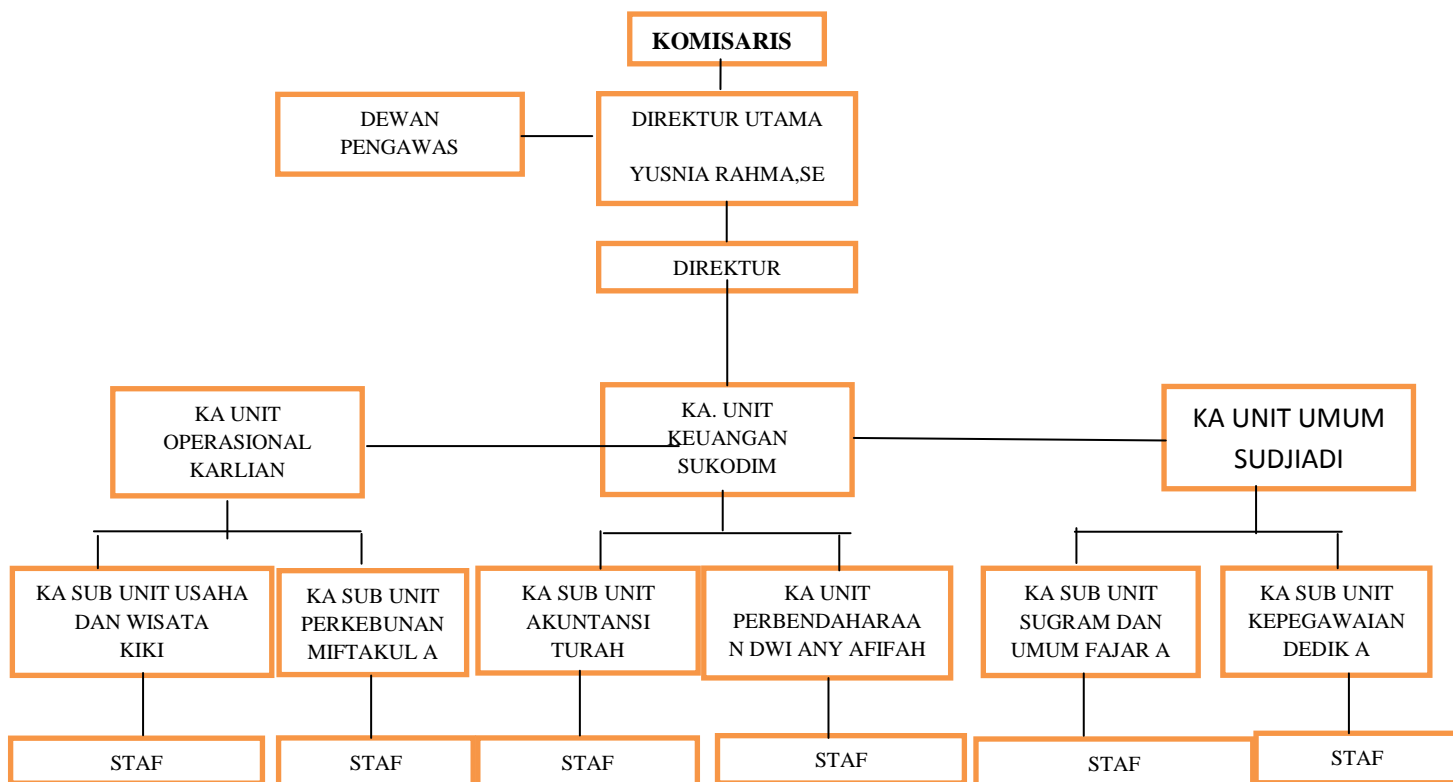 KOMISARIS
DEWAN
PENGAWAS
DIREKTUR UTAMA
YUSNIA RAHMA,SE
DIREKTUR
KA UNIT
OPERASIONAL
KARLIAN
KA. UNIT
KEUANGAN
SUKODIM
KA UNIT UMUM
SUDJIADI
KA SUB UNIT USAHA
DAN WISATA
KIKI
KA SUB UNIT
PERKEBUNAN
MIFTAKUL A
KA SUB UNIT
AKUNTANSI
TURAH
KA UNIT
PERBENDAHARAA
N DWI ANY AFIFAH
KA SUB UNIT
SUGRAM DAN
UMUM FAJAR A
KA SUB UNIT
KEPEGAWAIAN
DEDIK A
STAF
STAF
STAF
STAF
STAF
STAF